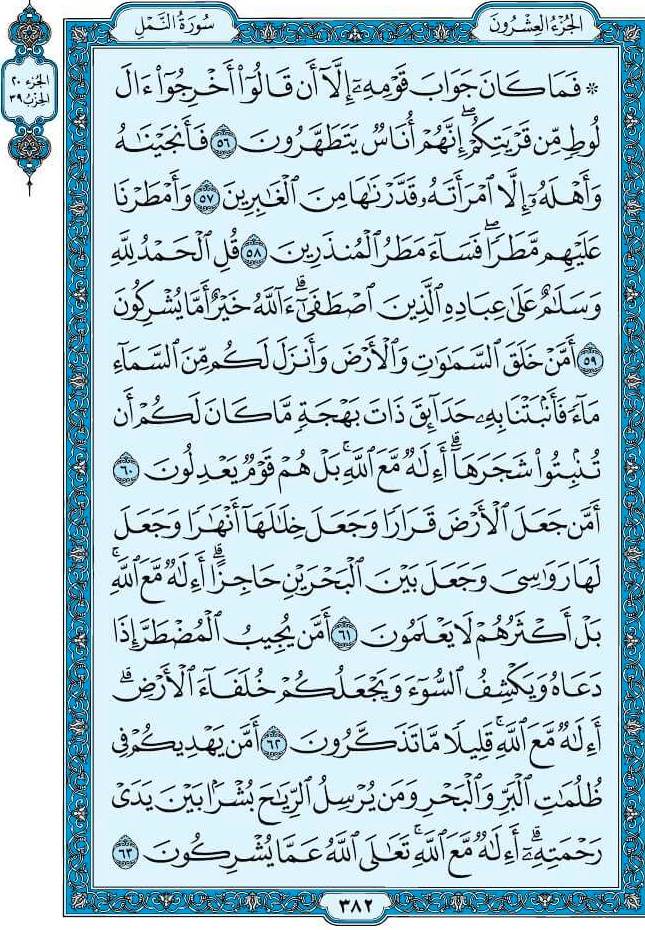 الجُزْءُ العِشْرُونَ
سُورَةُ النَّمْلِ
الجزء ٢٠
الحزب ٣٩
۞ فَمَا كَانَ جَوَابَ قَوْمِهِۦٓ إِلَّآ أَن قَالُوٓاْ أَخْرِجُوٓاْ ءَالَ
لُوطٍ مِّن قَرْيَتِكُمْۖ إِنَّهُمْ أُنَاسٌ يَتَطَهَّرُونَ ٥٦ فَأَنجَيْنَٰهُ
وَأَهْلَهُۥٓ إِلَّا ٱمْرَأَتَهُۥ قَدَّرْنَٰهَا مِنَ ٱلْغَٰبِرِينَ ٥٧ وَأَمْطَرْنَا
عَلَيْهِم مَّطَرًاۖ فَسَآءَ مَطَرُ ٱلْمُنذَرِينَ ٥٨ قُلِ ٱلْحَمْدُ لِلَّهِ
وَسَلَٰمٌ عَلَىٰ عِبَادِهِ ٱلَّذِينَ ٱصْطَفَىٰٓۗ ءَآللَّهُ خَيْرٌ أَمَّا يُشْرِكُونَ
٥٩ أَمَّنْ خَلَقَ ٱلسَّمَٰوَٰتِ وَٱلْأَرْضَ وَأَنزَلَ لَكُم مِّنَ ٱلسَّمَآءِ
مَآءً فَأَنۢبَتْنَا بِهِۦ حَدَآئِقَ ذَاتَ بَهْجَةٍ مَّا كَانَ لَكُمْ أَن
تُنۢبِتُواْ شَجَرَهَآۗ أَءِلَٰهٌ مَّعَ ٱللَّهِۚ بَلْ هُمْ قَوْمٌ يَعْدِلُونَ ٦٠
أَمَّن جَعَلَ ٱلْأَرْضَ قَرَارًا وَجَعَلَ خِلَٰلَهَآ أَنْهَٰرًا وَجَعَلَ
لَهَا رَوَٰسِىَ وَجَعَلَ بَيْنَ ٱلْبَحْرَيْنِ حَاجِزًاۗ أَءِلَٰهٌ مَّعَ ٱللَّهِۚ
بَلْ أَكْثَرُهُمْ لَا يَعْلَمُونَ ٦١ أَمَّن يُجِيبُ ٱلْمُضْطَرَّ إِذَا
دَعَاهُ وَيَكْشِفُ ٱلسُّوٓءَ وَيَجْعَلُكُمْ خُلَفَآءَ ٱلْأَرْضِۗ
أَءِلَٰهٌ مَّعَ ٱللَّهِۚ قَلِيلًا مَّا تَذَكَّرُونَ ٦٢ أَمَّن يَهْدِيكُمْ فِى
ظُلُمَٰتِ ٱلْبَرِّ وَٱلْبَحْرِ وَمَن يُرْسِلُ ٱلرِّيَٰحَ بُشْرًۢا بَيْنَ يَدَىْ
رَحْمَتِهِۦٓۗ أَءِلَٰهٌ مَّعَ ٱللَّهِۚ تَعَٰلَى ٱللَّهُ عَمَّا يُشْرِكُونَ ٦٣
٣٨٢